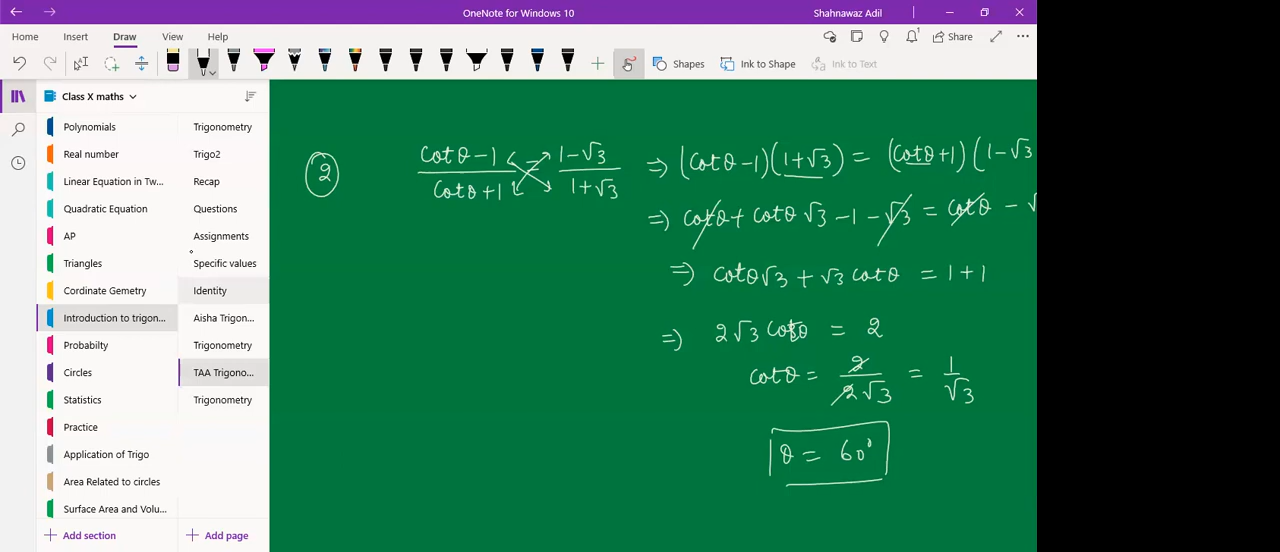 OneNote for Windows 10
Shahnawaz Adil
Home Insert Draw View Help
Share
Shapes
Ink to Shape
Ink to Text
Class X maths
Polynomials
Real number
Linear Equation in Tw...
Quadratic Equation
AP
Triangles
Cordinate Gemetry
Introduction to trigon...
Probabilty
Circles
Statistics
Practice
Application of Trigo
Area Related to circles
Surface Area and Volu...
+ Add section
Trigonometry
Trigo2
Recap
Questions
Assignments
Specific values
Identity
Aisha Trigon...
Trigonometry
TAA Trigono...
Trigonometry
+ Add page
②
cotθ-1 / cotθ+1 = 1-√3 / 1+√3
⇒ (cotθ-1)(1+√3) = (cotθ+1)(1-√3
⇒ cotθ + cotθ √3 -1 -√3 = cotθ - √
⇒ cotθ√3 + √3 cotθ = 1+1
⇒ 2√3 cotθ = 2
cotθ = 2 / 2√3 = 1 / √3
θ = 60°